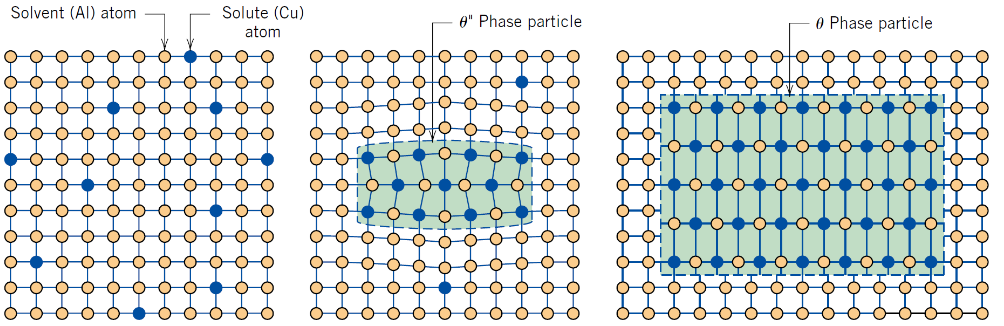 Solvent (Al) atom
Solute (Cu)
atom
θ" Phase particle
θ Phase particle